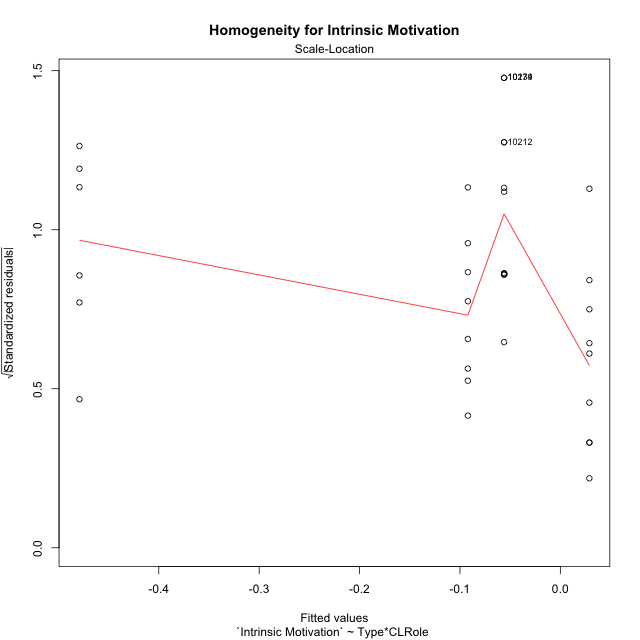 Homogeneity for Intrinsic Motivation
Scale-Location
√|Standardized residuals|
1.5
1.0
0.5
0.0
10212
-0.4
-0.3
-0.2
-0.1
0.0
Fitted values
`Intrinsic Motivation` ~ Type*CLRole